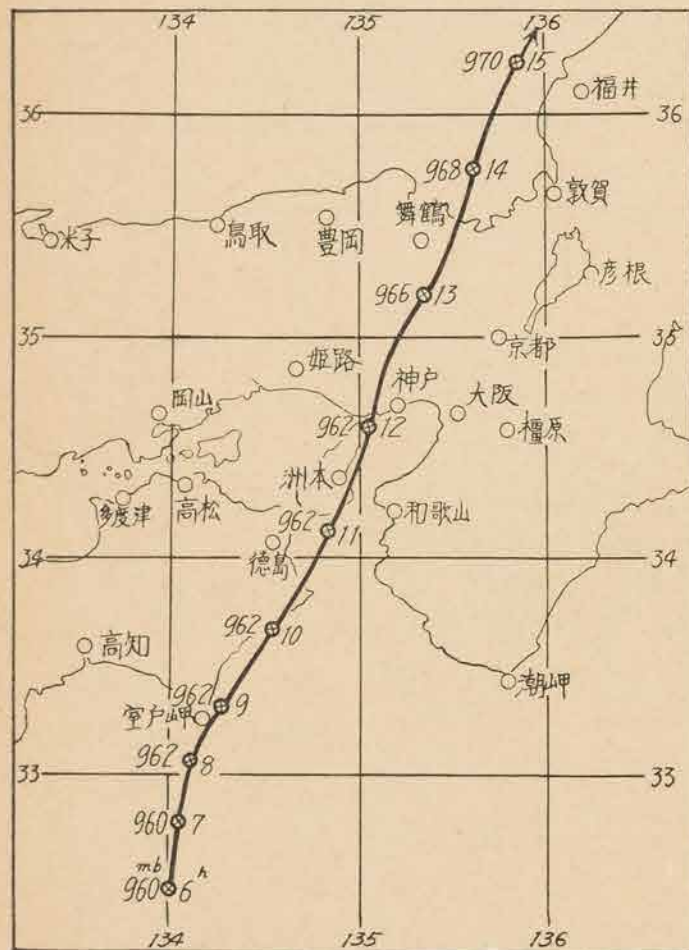 134 135 136
970 15
福井
36 36
968 14
敦賀
舞鶴
鳥取 豊岡
米子
彦根
966 13
35
京都
姫路
神戸
岡山 大阪
962 12 橿原
洲本
多度津 高松
962 11 和歌山
徳島
34 34
962 10
高知
潮岬
962 9
室戸岬
962 8
33 33
960 7
mb h
960 6
134 135 136